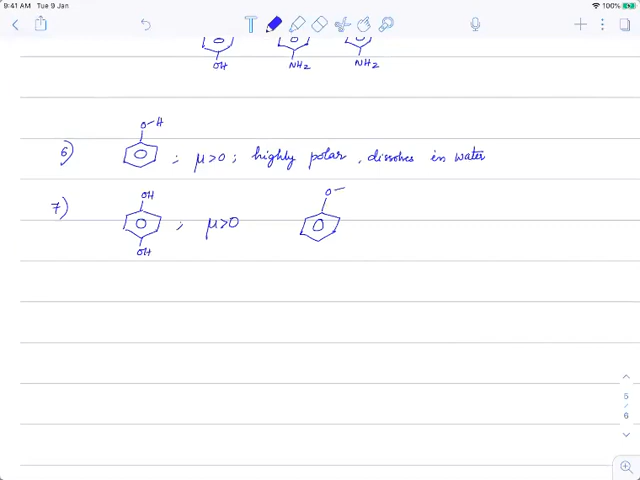 9:41 AM Tue 9 Jan
100%
OH NH2 NH2
O-H
6) ; μ>0 ; highly polar , dissolves in water
OH O-
7) ; μ>0
OH
5
/
6